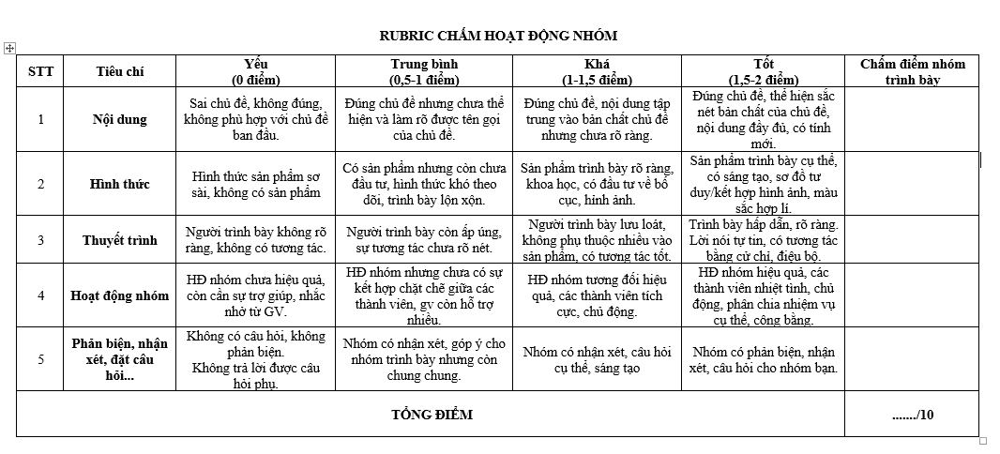 RUBRIC CHẤM HOẠT ĐỘNG NHÓM
STT
Tiêu chí
Yếu
(0 điểm)
Trung bình
(0,5-1 điểm)
Khá
(1-1,5 điểm)
Tốt
(1,5-2 điểm)
Chấm điểm nhóm
trình bày
1
Nội dung
Sai chủ đề, không đúng,
không phù hợp với chủ đề
ban đầu.
Đúng chủ đề nhưng chưa thể
hiện và làm rõ được tên gọi
của chủ đề.
Đúng chủ đề, nội dung tập
trung vào bản chất chủ đề
nhưng chưa rõ ràng.
Đúng chủ đề, thể hiện sắc
nét bản chất của chủ đề,
nội dung đầy đủ, có tính
mới.
2
Hình thức
Hình thức sản phẩm sơ
sài, không có sản phẩm
Có sản phẩm nhưng còn chưa
đầu tư, hình thức khó theo
dõi, trình bày lộn xộn.
Sản phẩm trình bày rõ ràng,
khoa học, có đầu tư về bố
cục, hình ảnh.
Sản phẩm trình bày cụ thể,
có sáng tạo, sơ đồ tư
duy/kết hợp hình ảnh, màu
sắc hợp lí.
3
Thuyết trình
Người trình bày không rõ
ràng, không có tương tác.
Người trình bày còn ấp úng,
sự tương tác chưa rõ nét.
Người trình bày lưu loát,
không phụ thuộc nhiều vào
sản phẩm, có tương tác tốt.
Trình bày hấp dẫn, rõ ràng.
Lời nói tự tin, có tương tác
bằng cử chỉ, điệu bộ.
4
Hoạt động nhóm
HĐ nhóm chưa hiệu quả,
còn cần sự trợ giúp, nhắc
nhở từ GV.
HĐ nhóm nhưng chưa có sự
kết hợp chặt chẽ giữa các
thành viên, gv còn hỗ trợ
nhiều.
HĐ nhóm tương đối hiệu
quả, các thành viên tích
cực, chủ động.
HĐ nhóm hiệu quả, các
thành viên nhiệt tình, chủ
động, phân chia nhiệm vụ
cụ thể, công bằng.
5
Phản biện, nhận
xét, đặt câu
hỏi...
Không có câu hỏi, không
phản biện.
Không trả lời được câu
hỏi phụ.
Nhóm có nhận xét, góp ý cho
nhóm trình bày nhưng còn
chung chung.
Nhóm có nhận xét, câu hỏi
cụ thể, sáng tạo
Nhóm có phản biện, nhận
xét, câu hỏi cho nhóm bạn.
TỔNG ĐIỂM
......./10